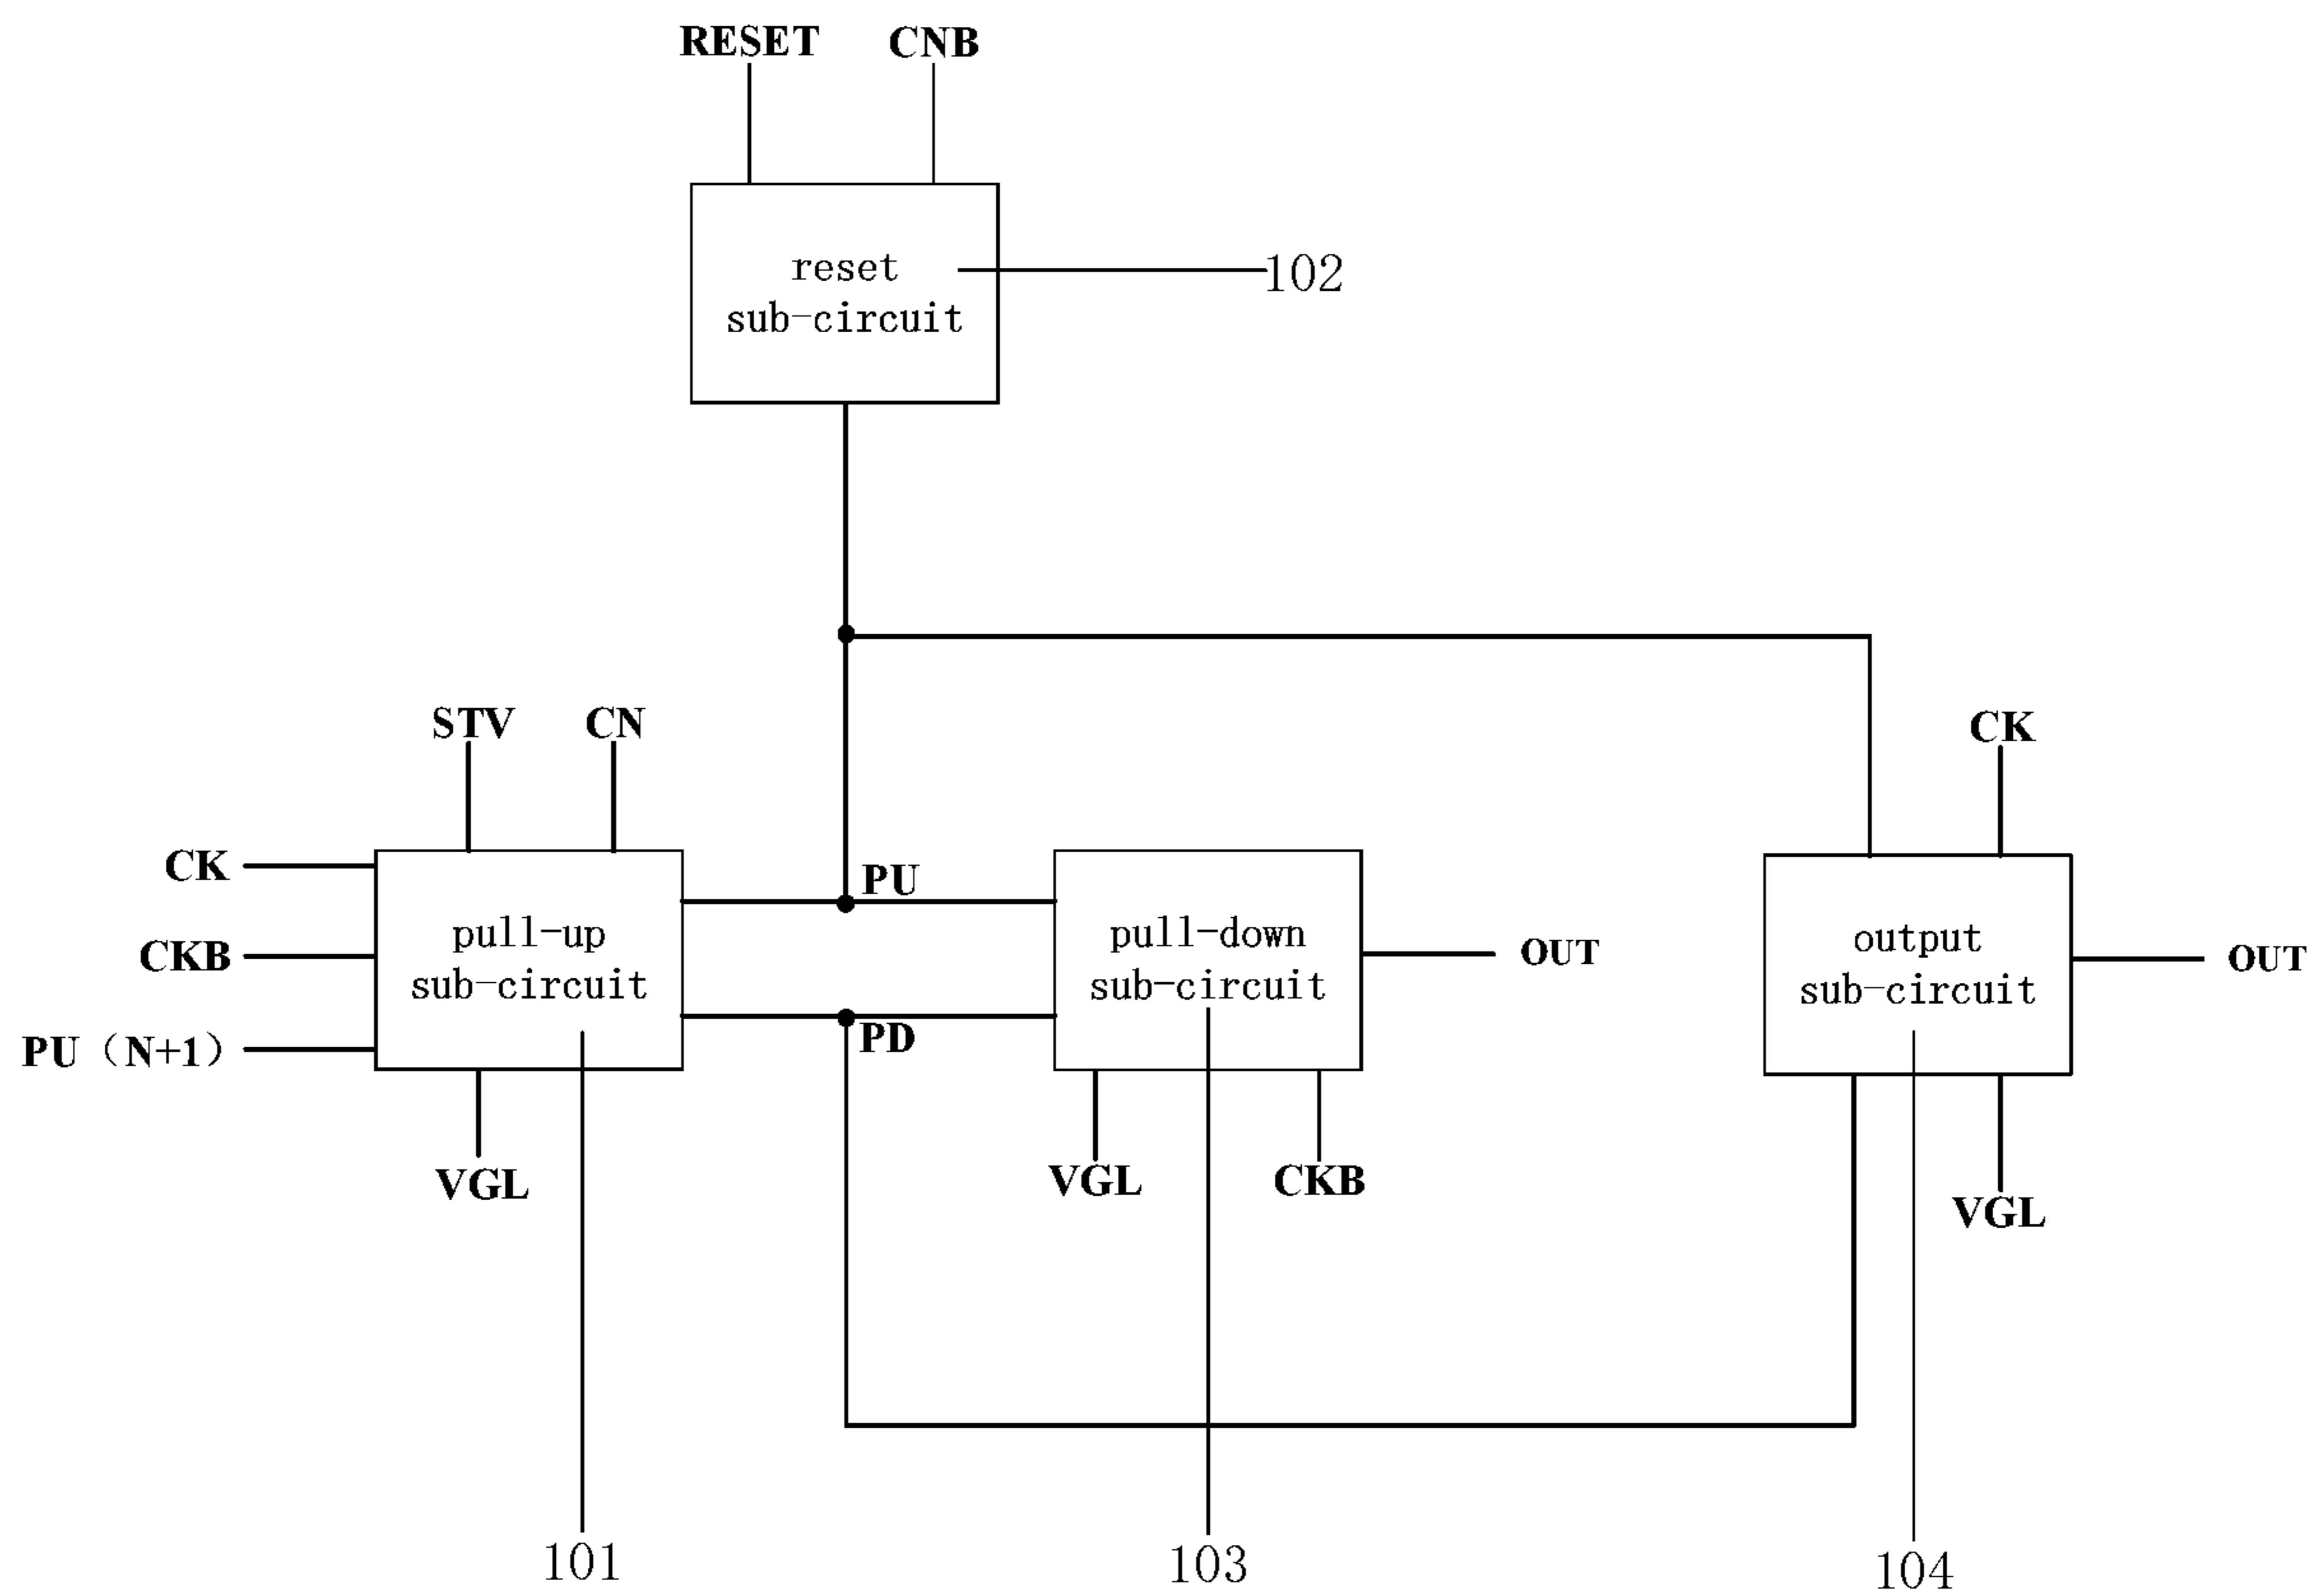 RESET CNB
reset
sub-circuit
102
STV CN
CK
CK
PU
pull-up
sub-circuit
pull-down
sub-circuit
output
sub-circuit
CKB
OUT
OUT
PU（N+1）
PD
VGL
VGL CKB
VGL
101
103
104